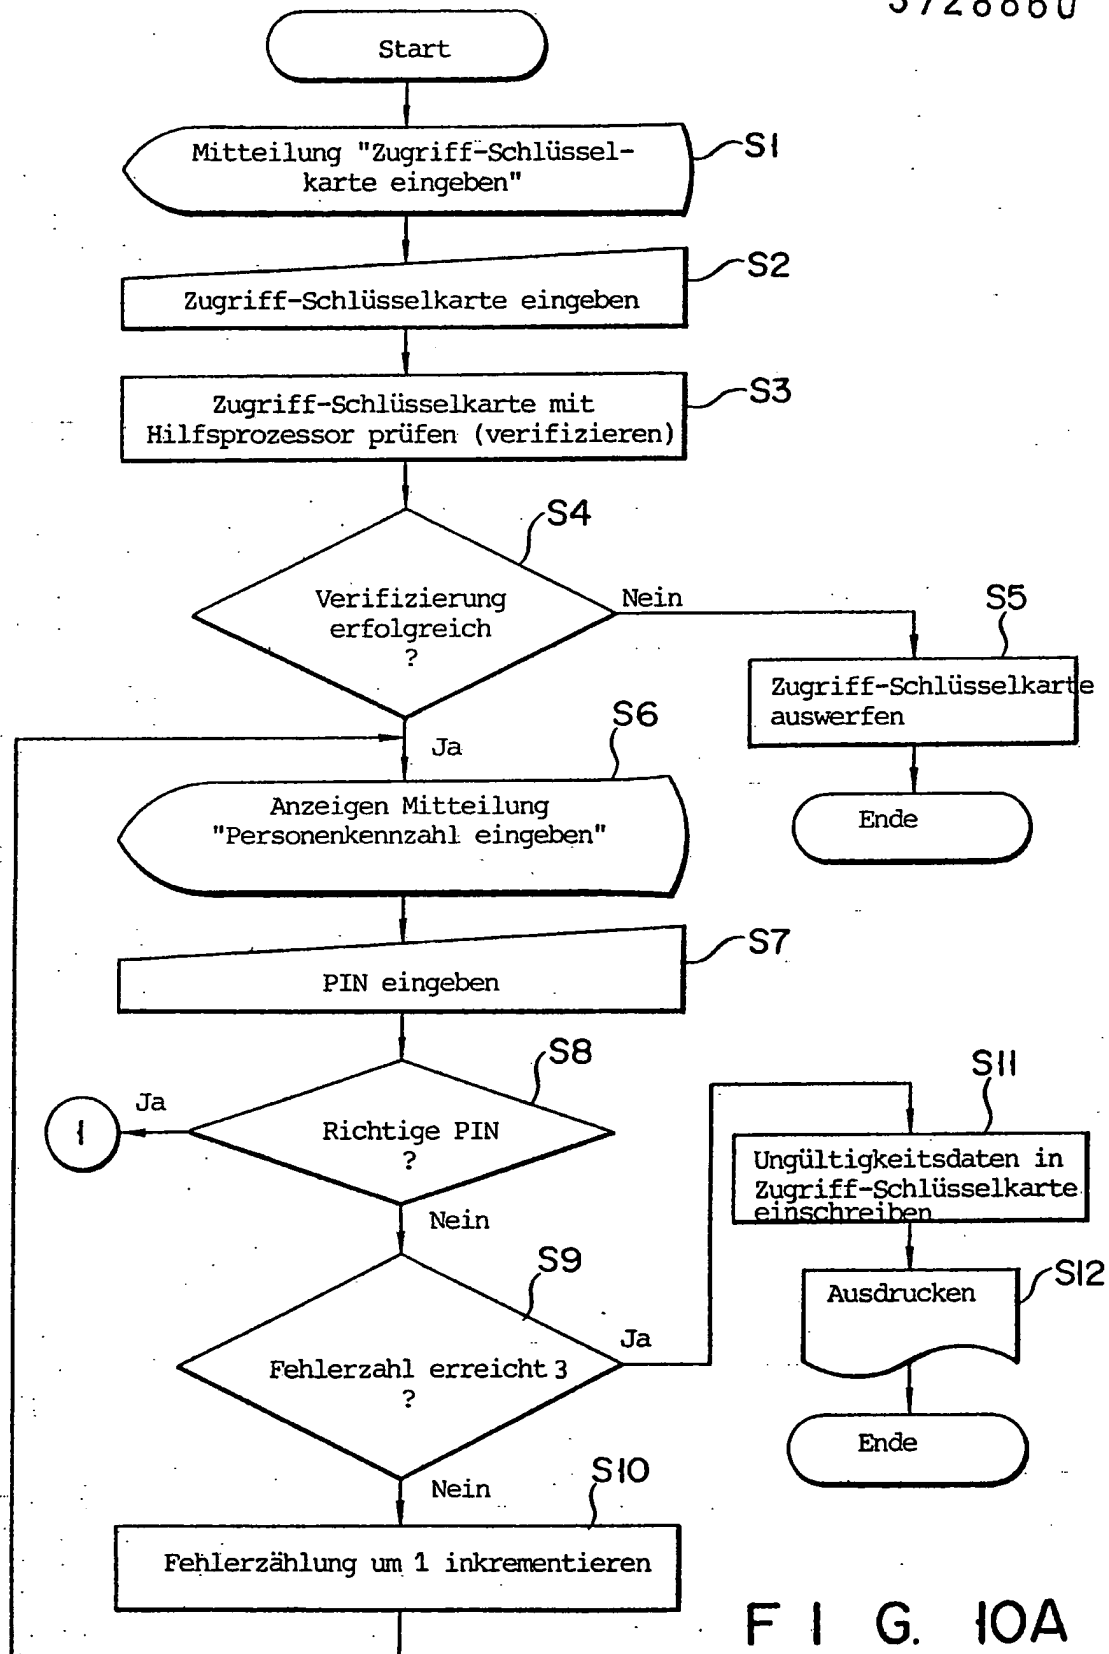 3728860
Start
Mitteilung "Zugriff-Schlüssel-
karte eingeben"
S1
Zugriff-Schlüsselkarte eingeben
S2
Zugriff-Schlüsselkarte mit
Hilfsprozessor prüfen (verifizieren)
S3
S4
Verifizierung
erfolgreich
?
Nein
S5
Zugriff-Schlüsselkarte
auswerfen
Ende
Ja
S6
Anzeigen Mitteilung
"Personenkennzahl eingeben"
S7
PIN eingeben
S8
Richtige PIN
?
Ja
1
Nein
S9
Fehlerzahl erreicht 3
?
Ja
S11
Ungültigkeitsdaten in
Zugriff-Schlüsselkarte
einschreiben
S12
Ausdrucken
Ende
Nein
S10
Fehlerzählung um 1 inkrementieren
FIG. 10A